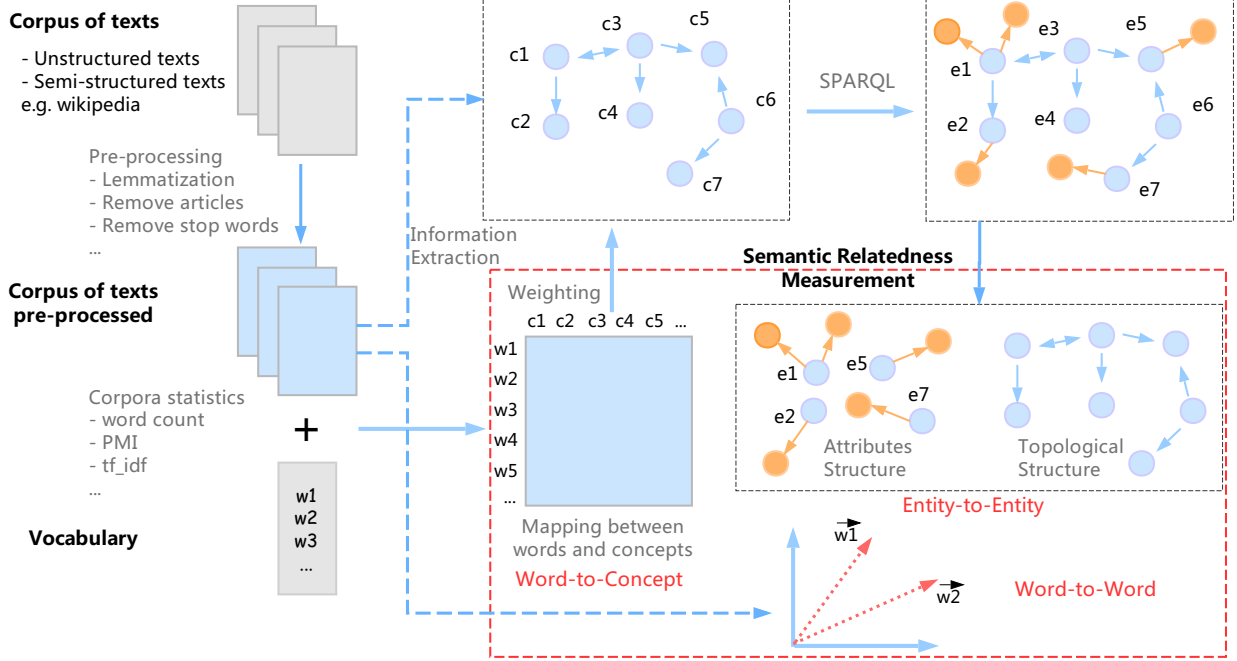 Corpus of texts
- Unstructured texts
- Semi-structured texts
e.g. wikipedia
Pre-processing
- Lemmatization
- Remove articles
- Remove stop words
...
Corpus of texts
pre-processed
Corpora statistics
- word count
- PMI
- tf_idf
...
+
Vocabulary
w1
w2
w3
...
Information
Extraction
c1
c2
c3
c4
c5
c6
c7
SPARQL
e1
e2
e3
e4
e5
e6
e7
Semantic Relatedness
Measurement
Weighting
c1 c2 c3 c4 c5 ...
w1
w2
w3
w4
w5
...
Mapping between
words and concepts
Word-to-Concept
e1
e5
e2
e7
Attributes
Structure
Topological
Structure
Entity-to-Entity
w1
w2
Word-to-Word